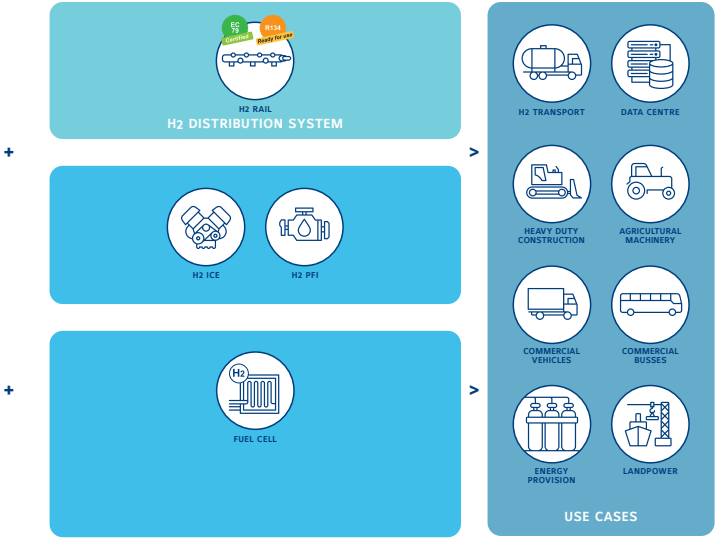 EC
79
Certified
R134
Ready for use
H2 RAIL
H2 DISTRIBUTION SYSTEM
+
>
H2 ICE
H2 PFI
H2
FUEL CELL
+
>
H2 TRANSPORT
DATA CENTRE
HEAVY DUTY
CONSTRUCTION
AGRICULTURAL
MACHINERY
COMMERCIAL
VEHICLES
COMMERCIAL
BUSSES
ENERGY
PROVISION
LANDPOWER
USE CASES